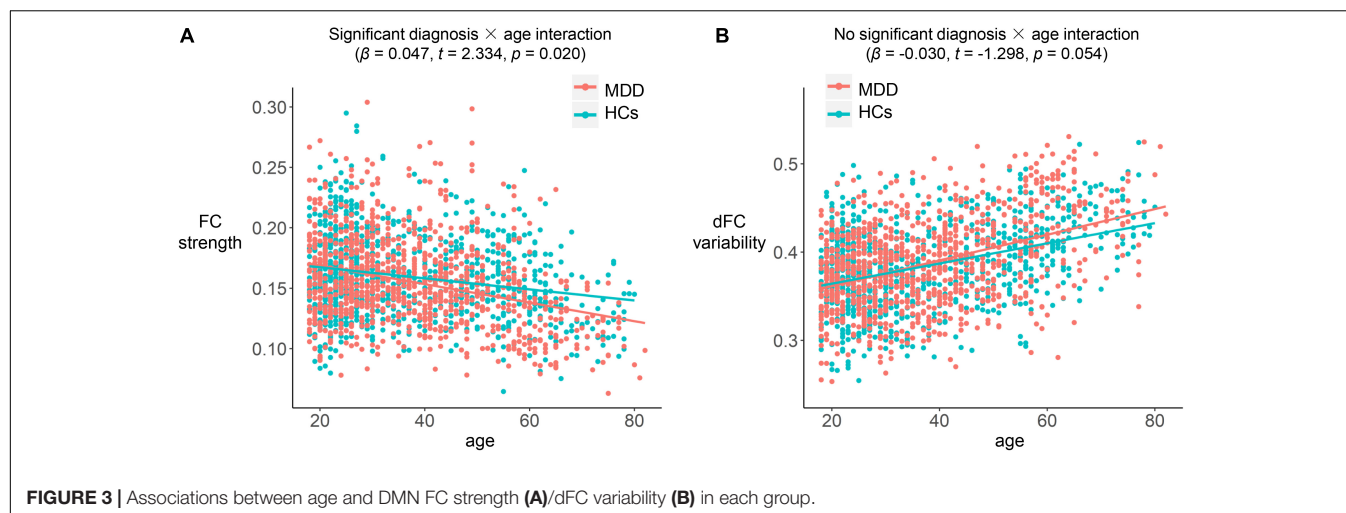 A
Significant diagnosis × age interaction
(β = 0.047, t = 2.334, p = 0.020)
MDD
HCs
0.30
0.25
0.20
0.15
0.10
FC
strength
20
40
60
80
age
B
No significant diagnosis × age interaction
(β = -0.030, t = -1.298, p = 0.054)
MDD
HCs
0.5
0.4
0.3
dFC
variability
20
40
60
80
age
FIGURE 3 | Associations between age and DMN FC strength (A)/dFC variability (B) in each group.